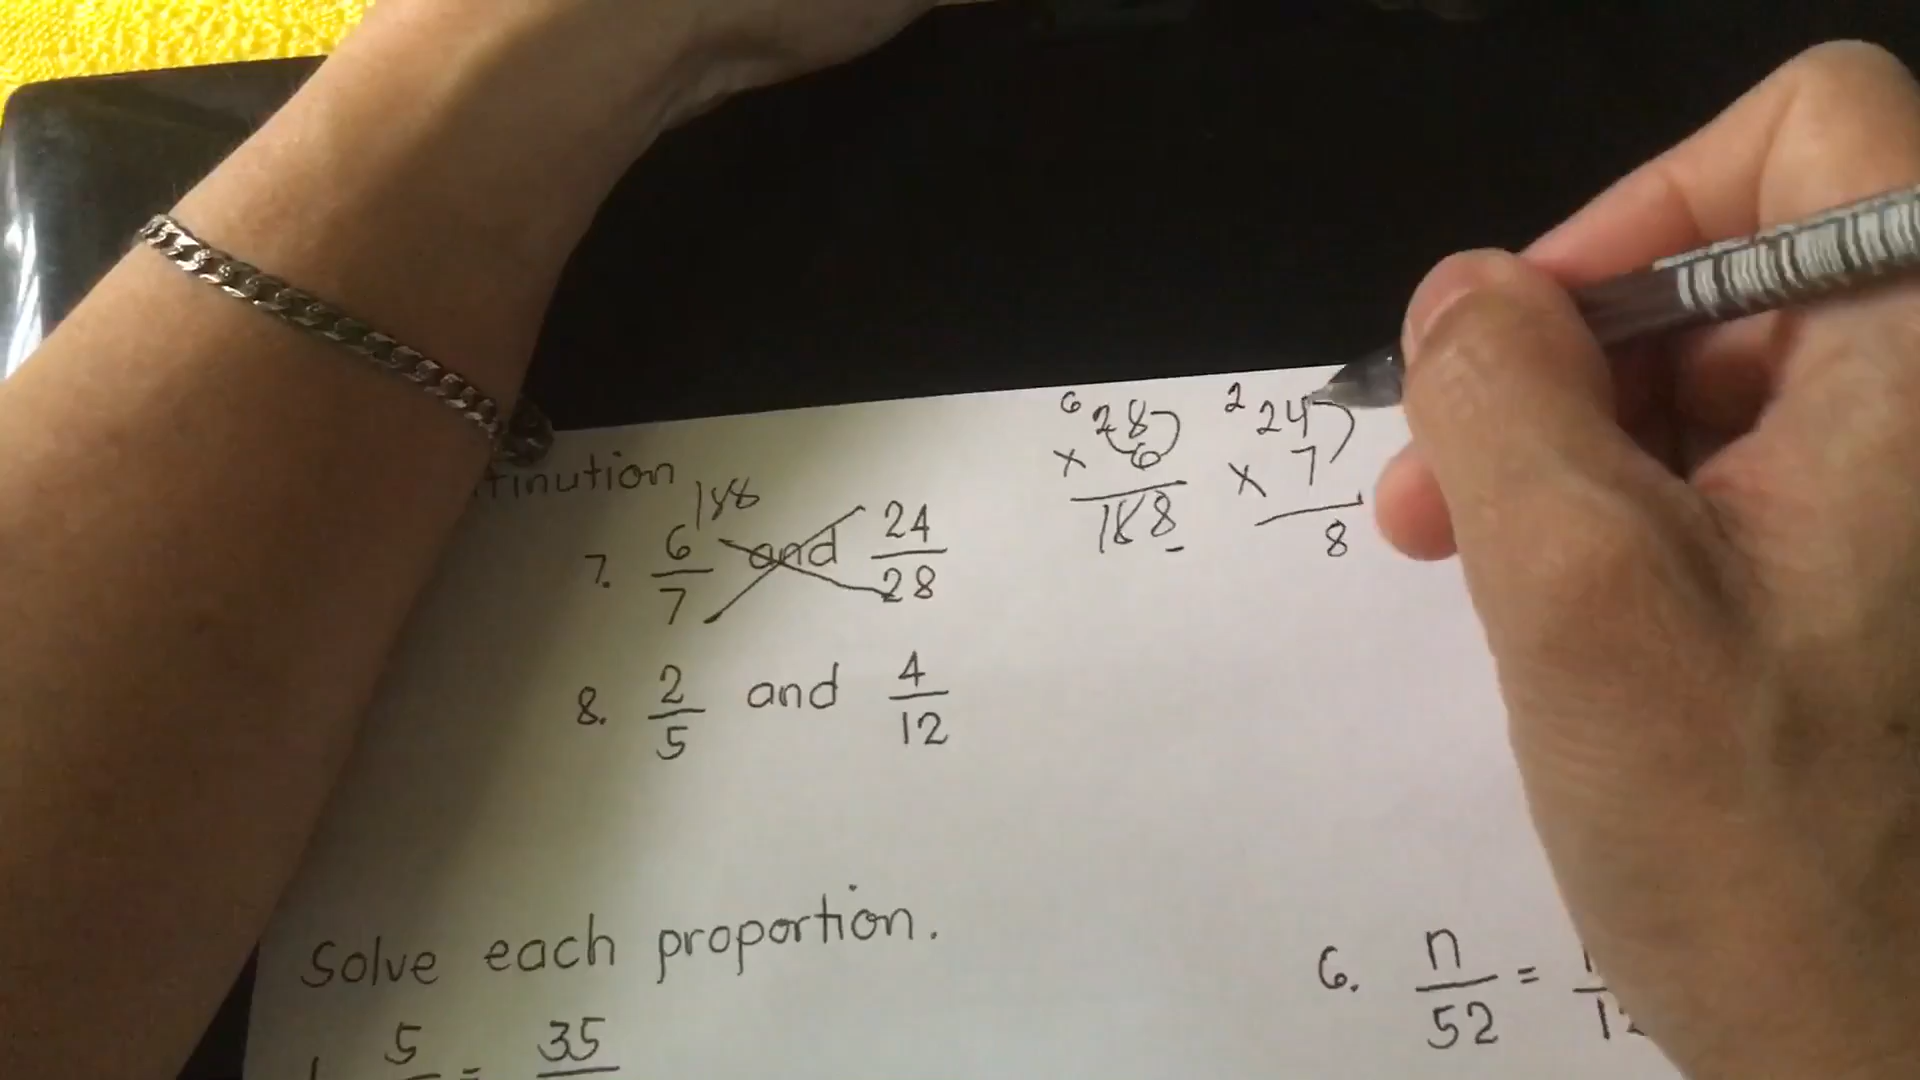 tinution
188
7. 6/7 and 24/28
6
28
x 6
188
2
24
x 7
8
8. 2/5 and 4/12
Solve each proportion.
5 = 35
6. n/52 =